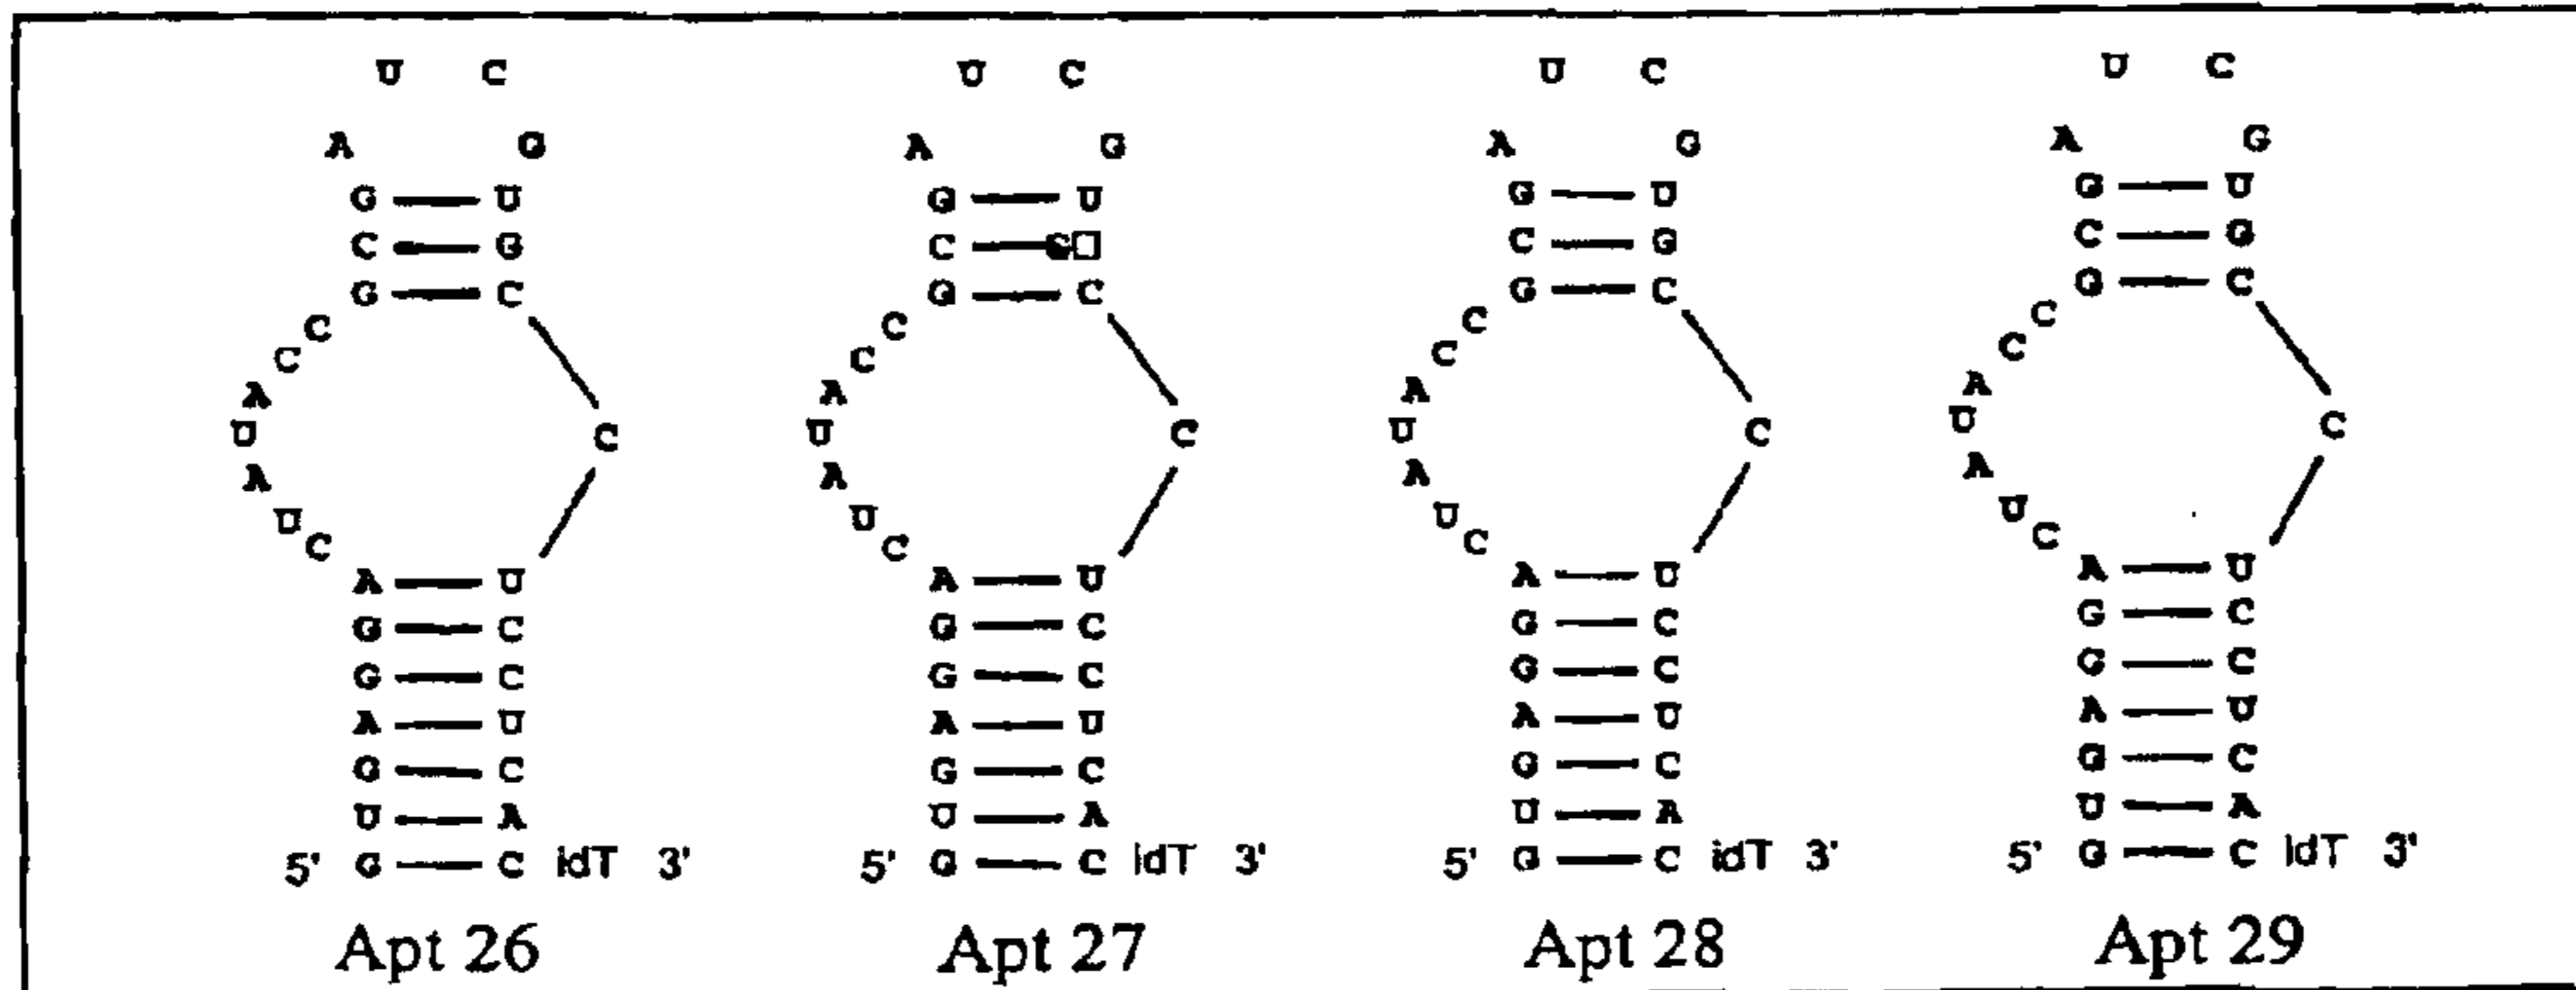 U C U C U C U C
A G A G A G A G
G U G U G U G U
C G C G□ C G C G
G C G C G C G C
C C C C
C C C C
A A A A
U C U C U C U C
A A A A
U U U U
C C C C
A U A U A U A U
G C G C G C G C
G C G C G C G C
A U A U A U A U
G C G C G C G C
U A U A U A U A
5' G C idT 3' 5' G C idT 3' 5' G C idT 3' 5' G C idT 3'
Apt 26 Apt 27 Apt 28 Apt 29